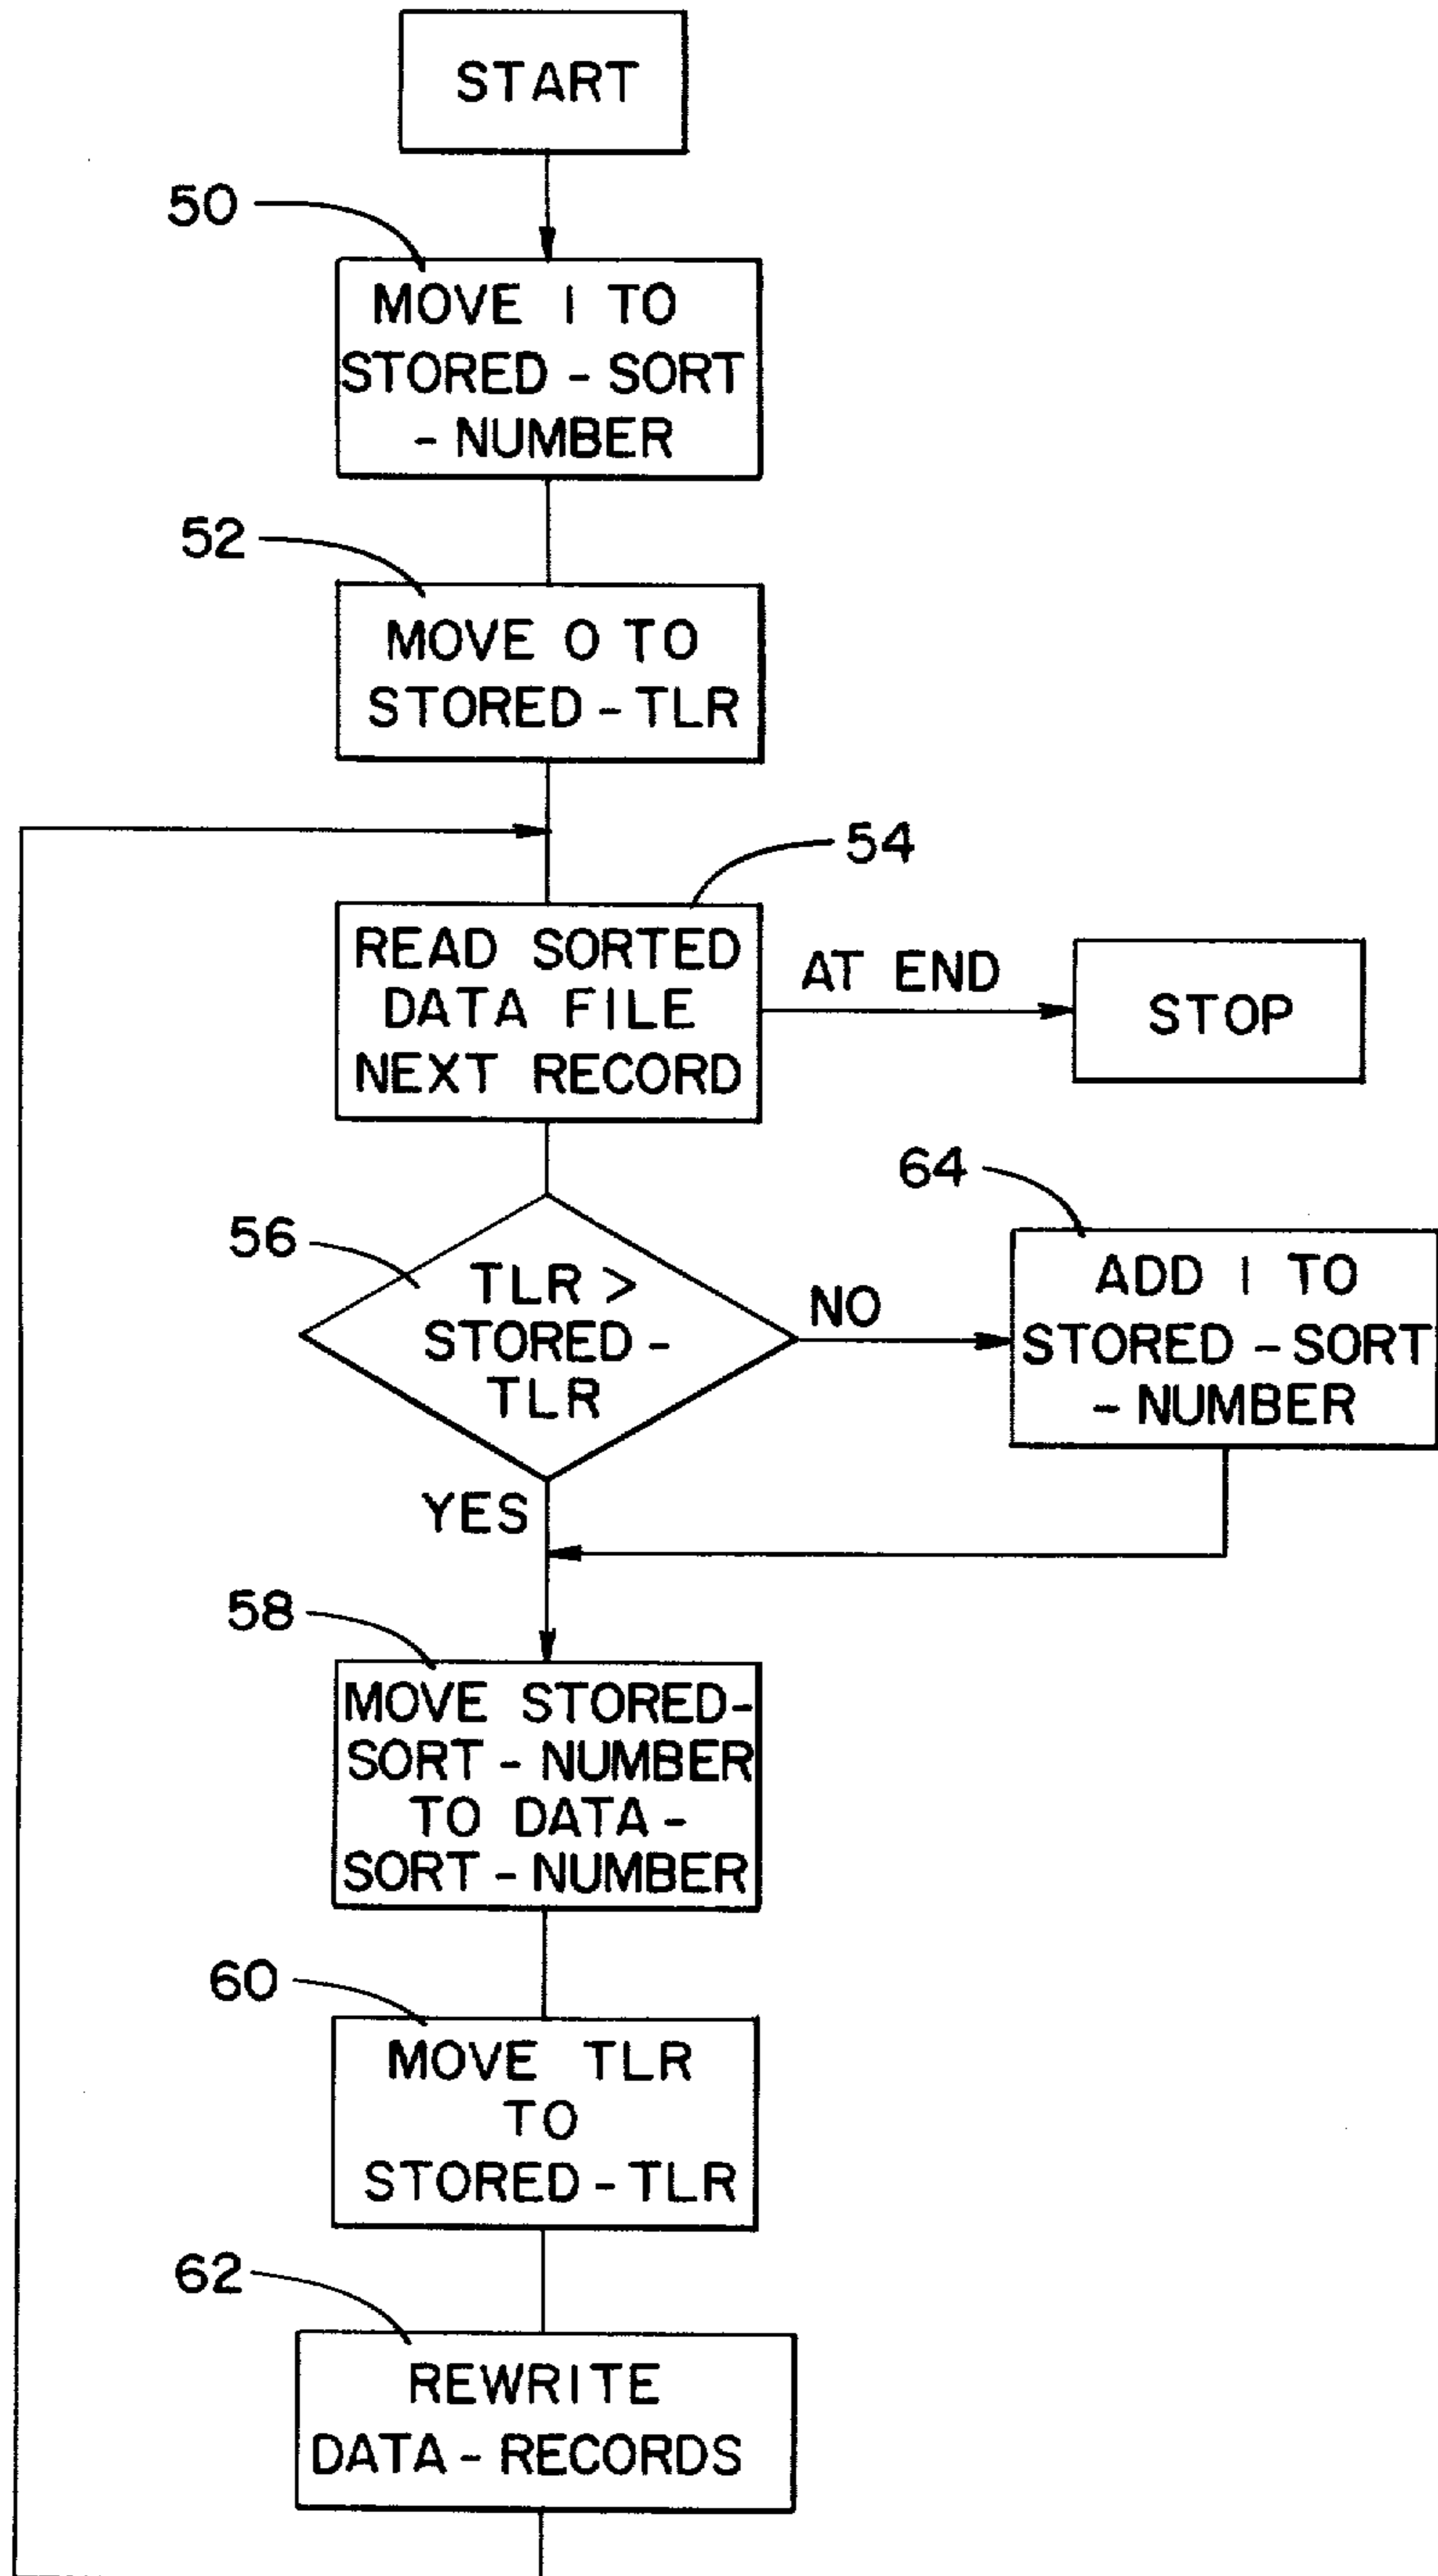 START
50
MOVE 1 TO
STORED - SORT
- NUMBER
52
MOVE 0 TO
STORED - TLR
54
READ SORTED
DATA FILE
NEXT RECORD
AT END
STOP
56
TLR >
STORED -
TLR
NO
64
ADD 1 TO
STORED - SORT
- NUMBER
YES
58
MOVE STORED-
SORT - NUMBER
TO DATA -
SORT - NUMBER
60
MOVE TLR
TO
STORED - TLR
62
REWRITE
DATA - RECORDS